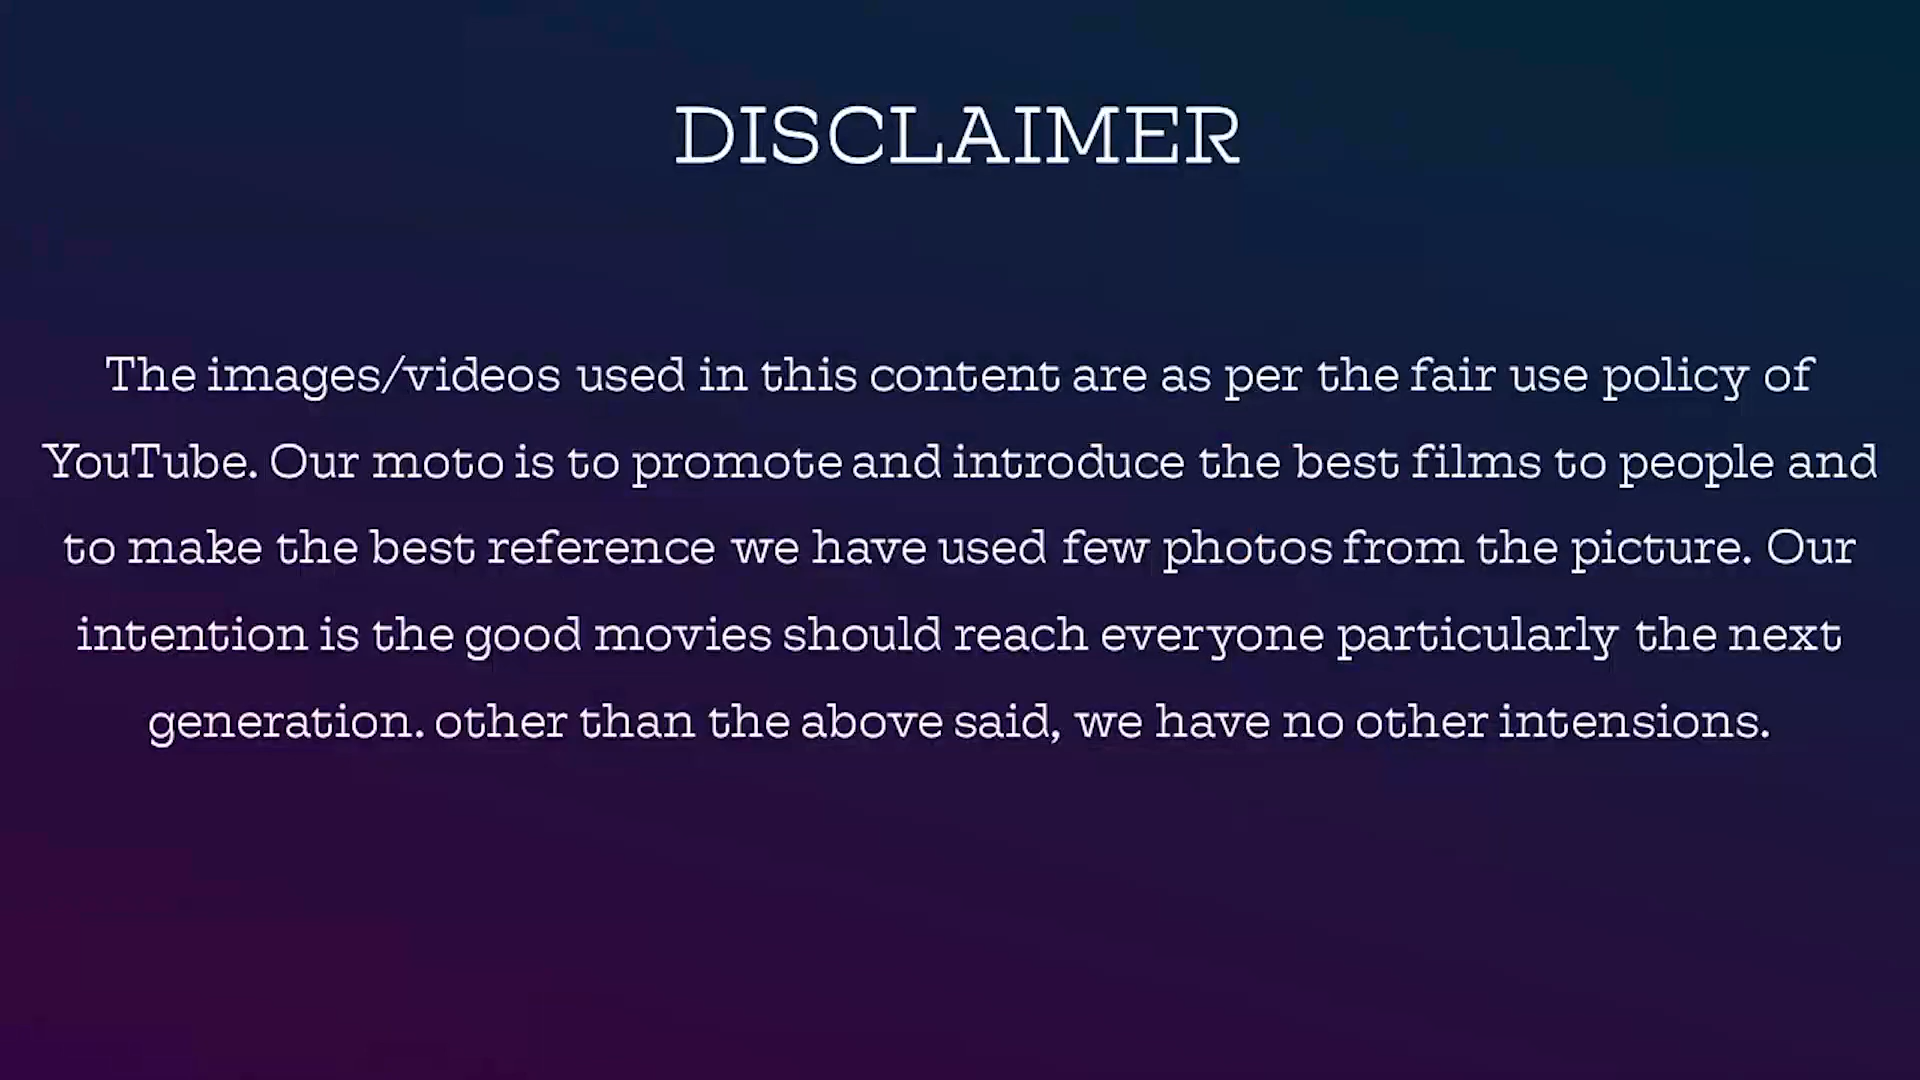 DISCLAIMER
The images/videos used in this content are as per the fair use policy of
YouTube. Our moto is to promote and introduce the best films to people and
to make the best reference we have used few photos from the picture. Our
intention is the good movies should reach everyone particularly the next
generation. other than the above said, we have no other intensions.